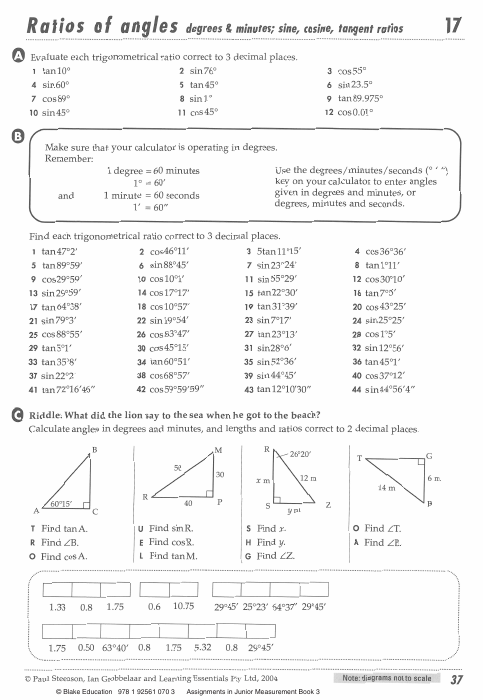 Ratios of angles degrees & minutes; sine, cosine, tangent ratios 17
A Evaluate each trigonometrical ratio correct to 3 decimal places.
1 tan 10° 2 sin 76° 3 cos 55°
4 sin 60° 5 tan 45° 6 sin 23.5°
7 cos 89° 8 sin 1° 9 tan 89.975°
10 sin 45° 11 cos 45° 12 cos 0.01°
B
Make sure that your calculator is operating in degrees.
Remember:
1 degree = 60 minutes
1° = 60′
and 1 minute = 60 seconds
1′ = 60″
Use the degrees/minutes/seconds (° ′ ″)
key on your calculator to enter angles
given in degrees and minutes, or
degrees, minutes and seconds.
Find each trigonometrical ratio correct to 3 decimal places.
1 tan 47°2′ 2 cos 46°11′ 3 5tan 11°15′ 4 cos 36°36′
5 tan 89°59′ 6 sin 88°45′ 7 sin 23°24′ 8 tan 1°11′
9 cos 29°59′ 10 cos 10°1′ 11 sin 55°29′ 12 cos 30°10′
13 sin 29°59′ 14 cos 17°17′ 15 tan 22°30′ 16 tan 7°5′
17 tan 64°38′ 18 cos 10°57′ 19 tan 31°39′ 20 cos 43°25′
21 sin 79°3′ 22 sin 19°54′ 23 sin 7°17′ 24 sin 25°25′
25 cos 88°55′ 26 cos 83°47′ 27 tan 23°13′ 28 cos 1°5′
29 tan 3°1′ 30 cos 45°15′ 31 sin 28°6′ 32 sin 12°56′
33 tan 35°8′ 34 tan 60°51′ 35 sin 52°36′ 36 tan 45°1′
37 sin 22°2′ 38 cos 68°57′ 39 sin 44°45′ 40 cos 37°12′
41 tan 72°16′46″ 42 cos 59°59′59″ 43 tan 12°10′30″ 44 sin 84°56′4″
C Riddle: What did the lion say to the sea when he got to the beach?
Calculate angles in degrees and minutes, and lengths and ratios correct to 2 decimal places.
B
60°15′
A C
M
50
30
R 40 P
R
26°20′
x m 12 m
S y m Z
T G
6 m
14 m
P
T Find tan A. U Find sin R. S Find x. O Find ∠T.
R Find ∠B. E Find cos R. H Find y. A Find ∠P.
O Find cos A. L Find tan M. G Find ∠Z.
1.33 0.8 1.75 0.6 10.75 29°45′ 25°23′ 64°37′ 29°45′
1.75 0.50 63°40′ 0.8 1.75 5.32 0.8 29°45′
© Paul Steenson, Ian Grobbelaar and Learning Essentials Pty Ltd, 2004 Note: diagrams not to scale 37
© Blake Education 978 1 92561 070 3 Assignments in Junior Measurement Book 3